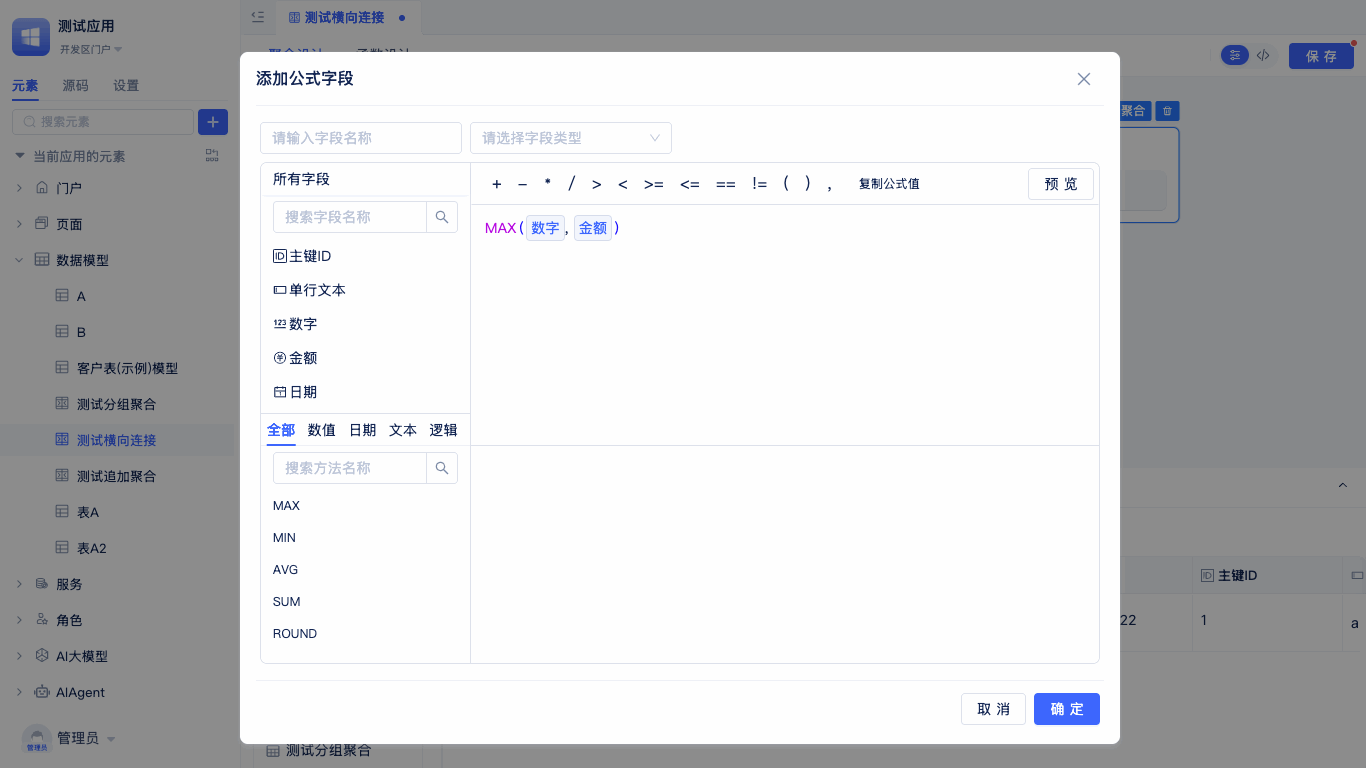 测试应用
开发区门户
元素 源码 设置
搜索元素
当前应用的元素
门户
页面
数据模型
A
B
客户表(示例)模型
测试分组聚合
测试横向连接
测试追加聚合
表A
表A2
服务
角色
AI大模型
AIAgent
管理员
管理员
测试横向连接
保 存
聚合
添加公式字段
请输入字段名称
请选择字段类型
所有字段
搜索字段名称
主键ID
单行文本
数字
金额
日期
全部 数值 日期 文本 逻辑
搜索方法名称
MAX
MIN
AVG
SUM
ROUND
+ - * / > < >= <= == != ( ) , 复制公式值
预 览
MAX(数字,金额)
取 消
确 定
主键ID
22
1
a
测试分组聚合